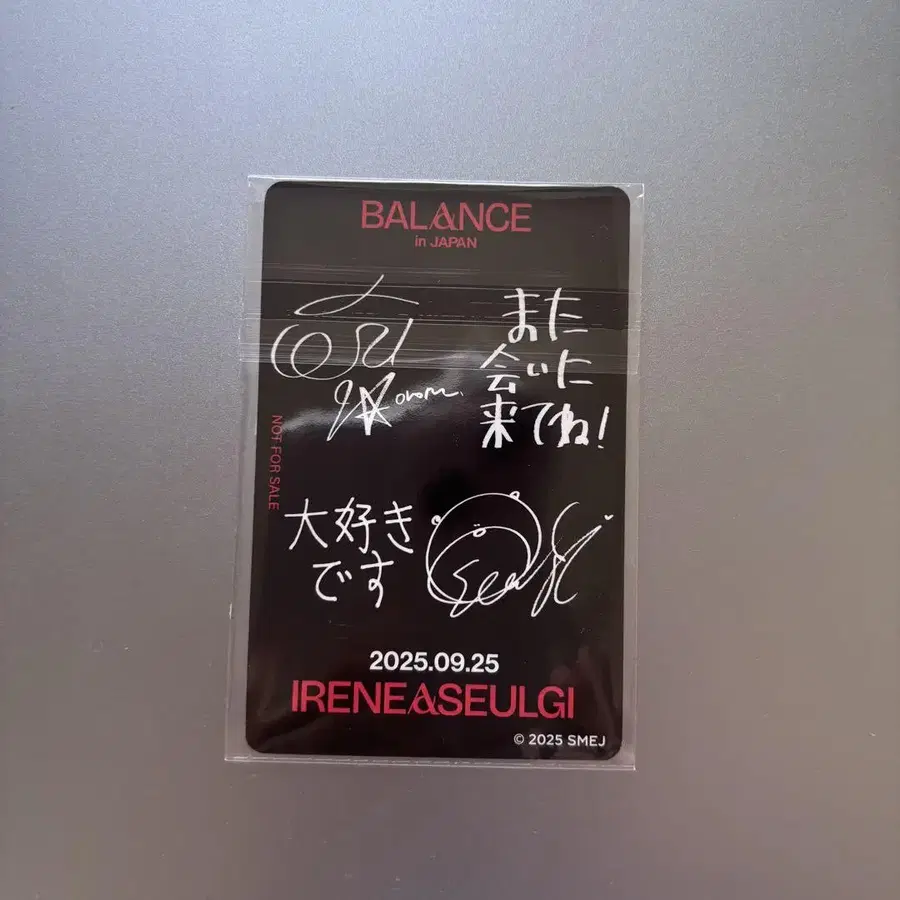 BALANCE
in JAPAN
また
会いに
来てね!
NOT FOR SALE
大好き
です
2025.09.25
IRENE&SEULGI
© 2025 SMEJ